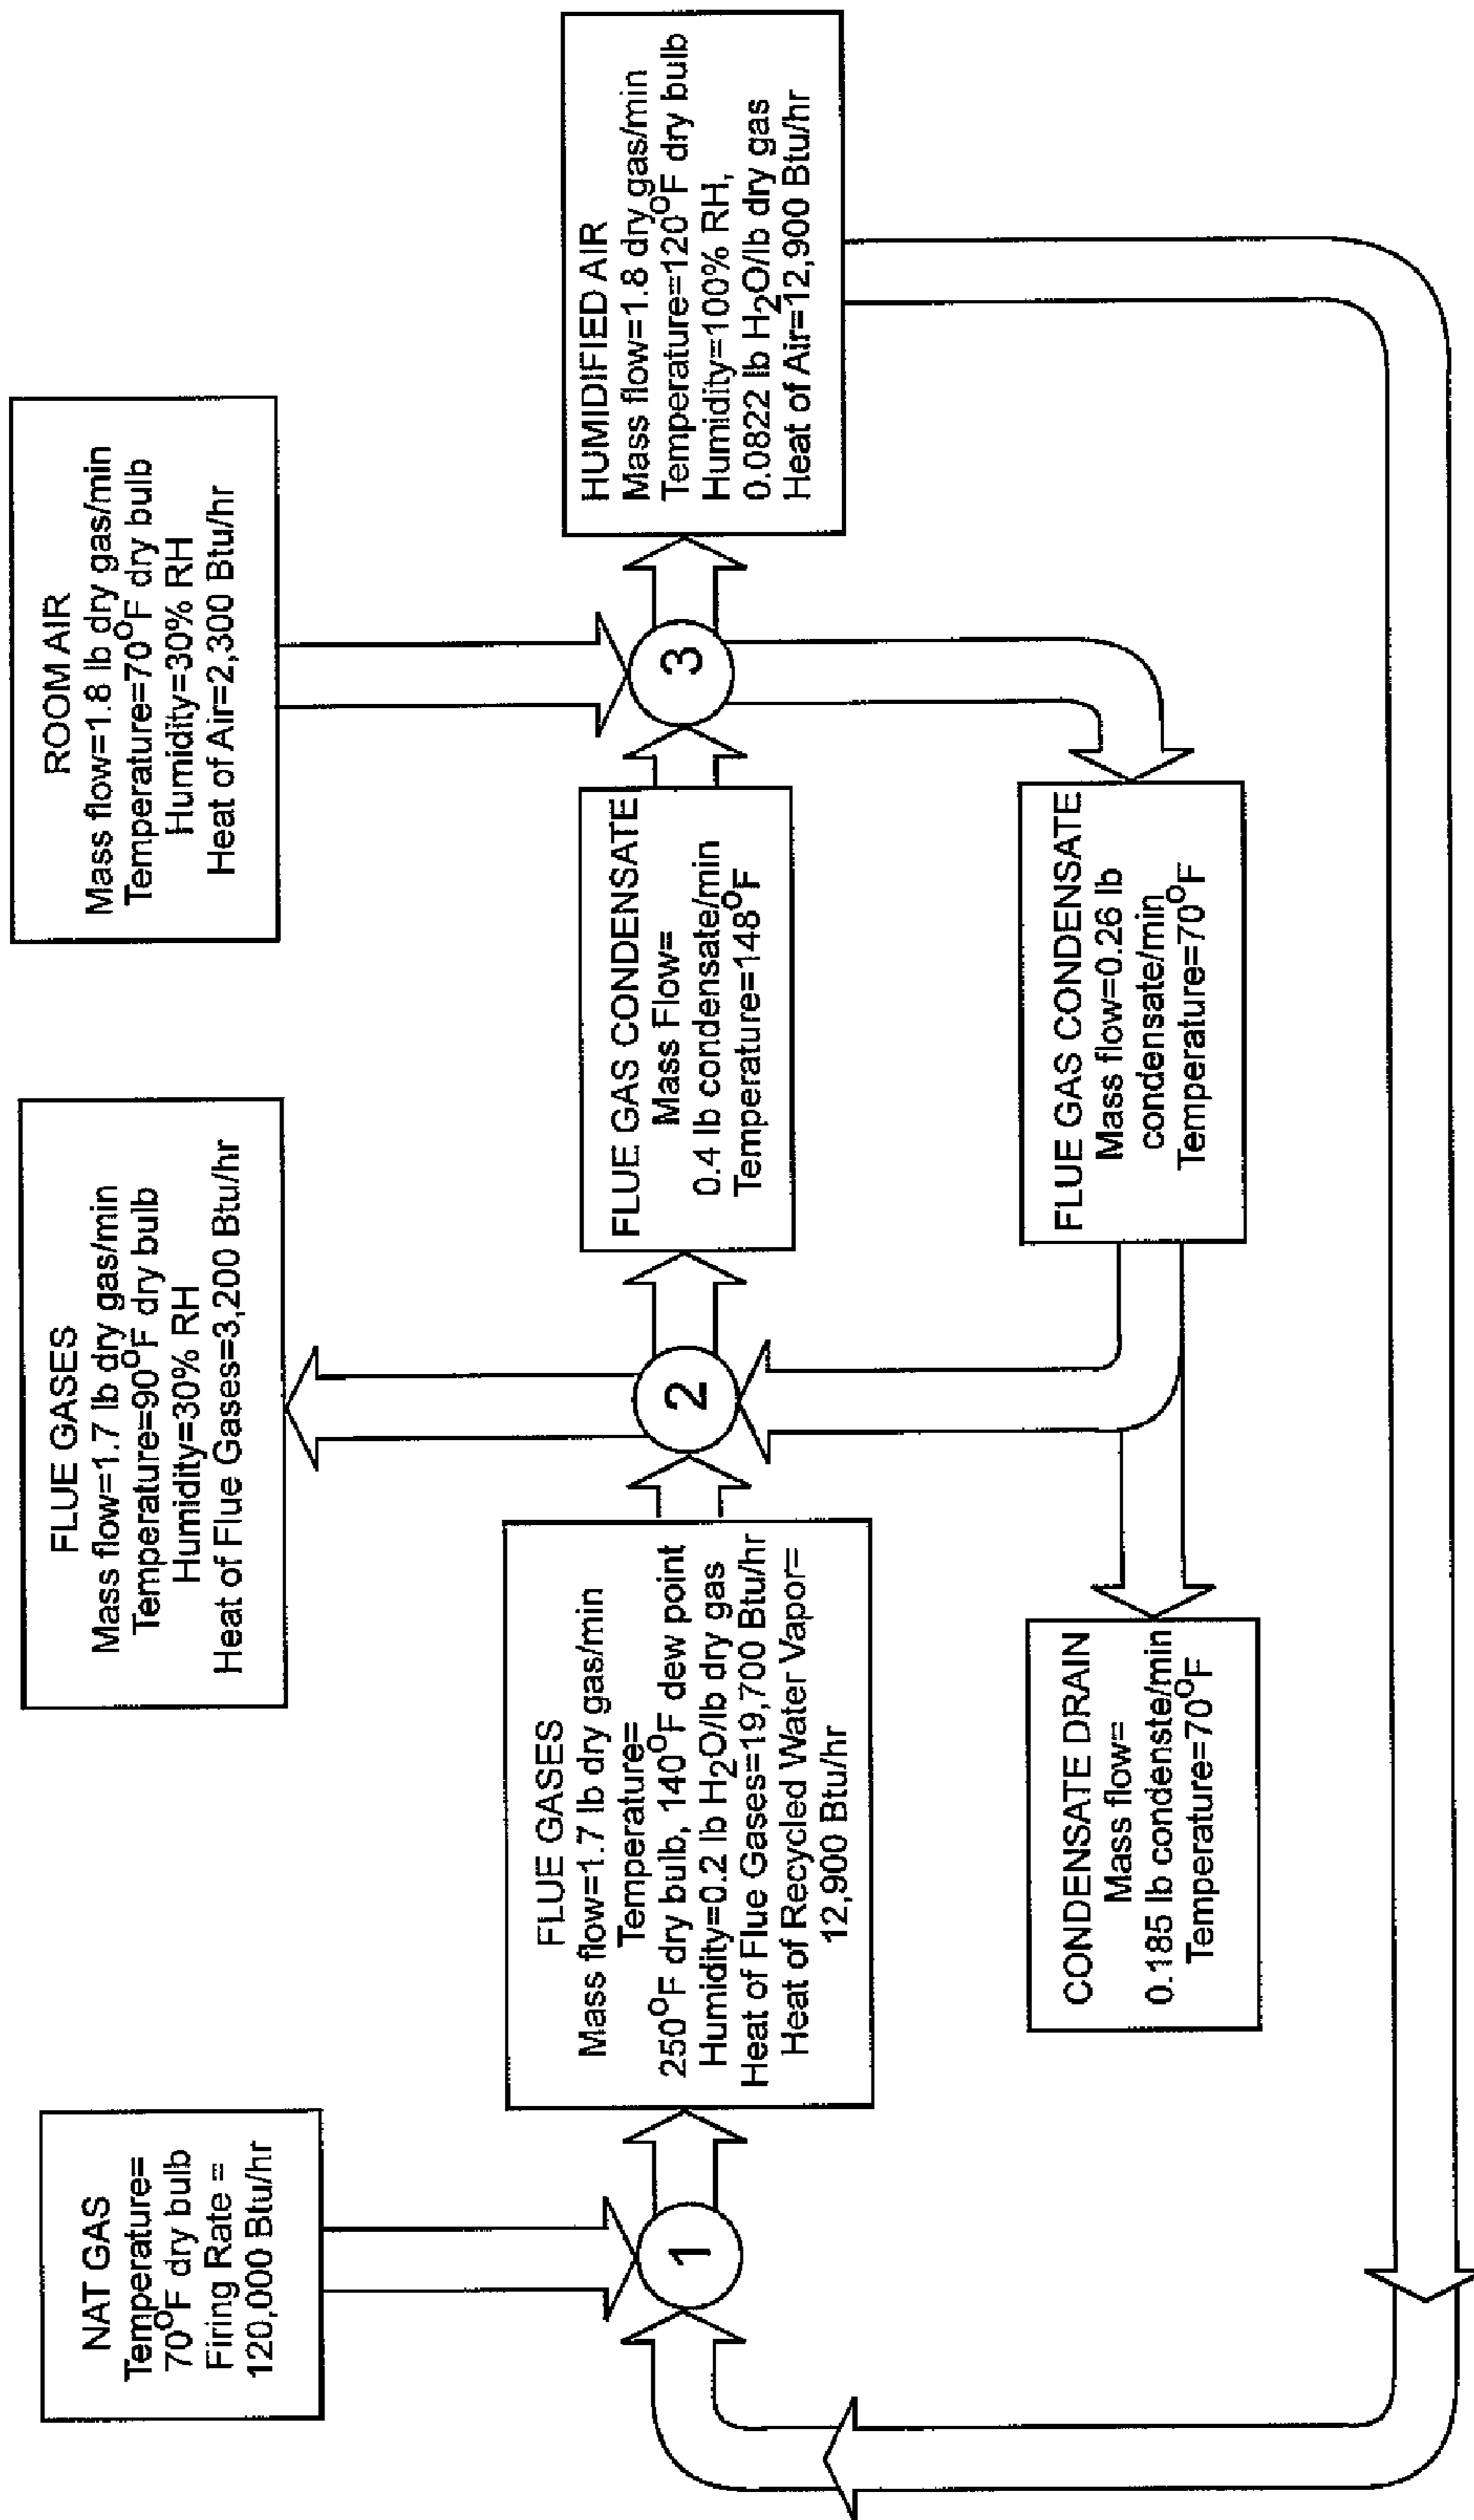 NAT GAS
Temperature=
70°F dry bulb
Firing Rate =
120,000 Btu/hr
FLUE GASES
Mass flow=1.7 lb dry gas/min
Temperature=90°F dry bulb
Humidity=30% RH
Heat of Flue Gases=3,200 Btu/hr
ROOM AIR
Mass flow=1.8 lb dry gas/min
Temperature=70°F dry bulb
Humidity=30% RH
Heat of Air=2,300 Btu/hr
1
FLUE GASES
Mass flow=1.7 lb dry gas/min
Temperature=
250°F dry bulb, 140°F dew point
Humidity=0.2 lb H2O/lb dry gas
Heat of Flue Gases=19,700 Btu/hr
Heat of Recycled Water Vapor=
12,900 Btu/hr
2
FLUE GAS CONDENSATE
Mass Flow=
0.4 lb condensate/min
Temperature=148°F
3
HUMIDIFIED AIR
Mass flow=1.8 dry gas/min
Temperature=120°F dry bulb
Humidity=100% RH,
0.0822 lb H2O/lb dry gas
Heat of Air=12,900 Btu/hr
CONDENSATE DRAIN
Mass flow=
0.185 lb condenste/min
Temperature=70°F
FLUE GAS CONDENSATE
Mass flow=0.26 lb
condensate/min
Temperature=70°F